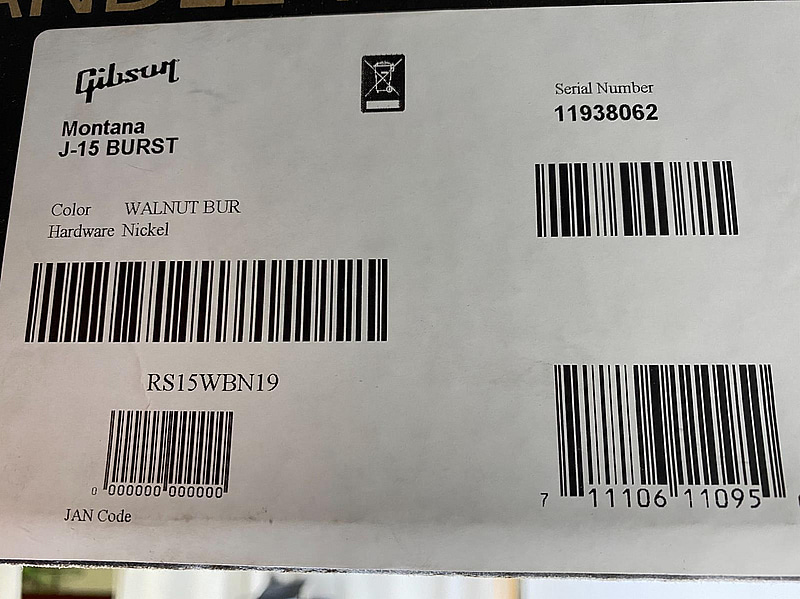 Gibson
Montana
J-15 BURST
Color WALNUT BUR
Hardware Nickel
RS15WBN19
0 000000 000000
JAN Code
Serial Number
11938062
7 11106 11095